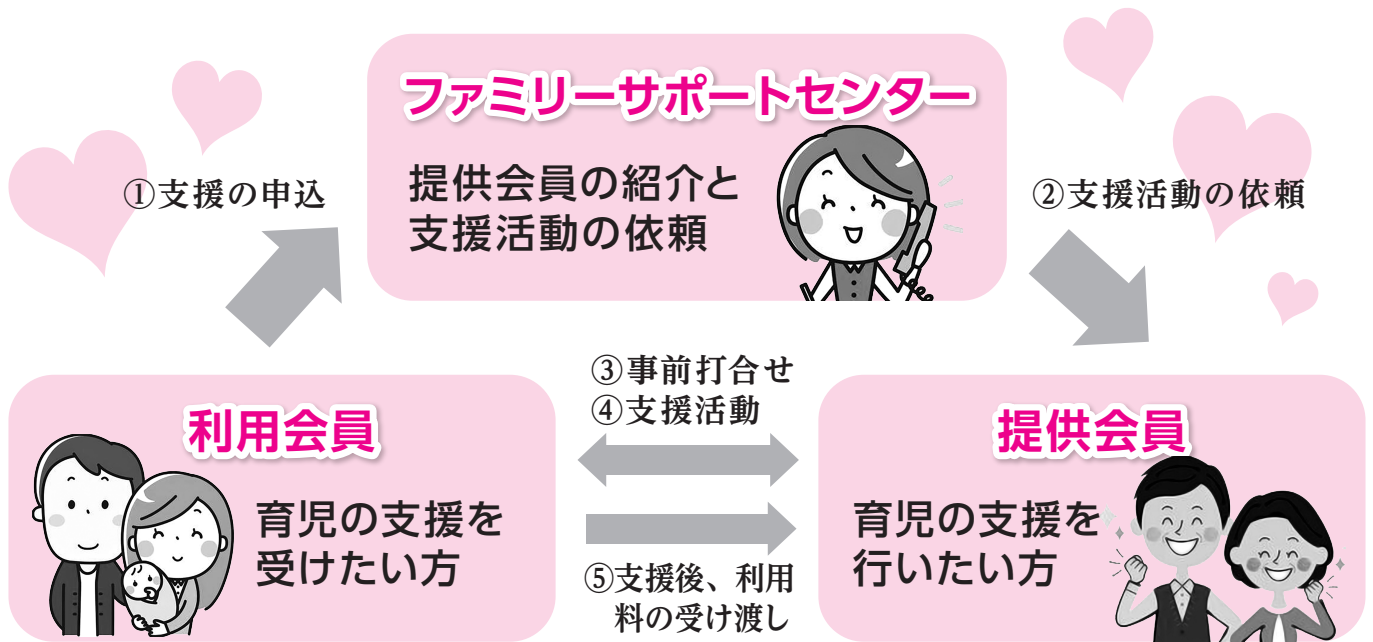 ファミリーサポートセンター
提供会員の紹介と
支援活動の依頼
①支援の申込
②支援活動の依頼
③事前打合せ
④支援活動
利用会員
育児の支援を
受けたい方
⑤支援後、利用
料の受け渡し
提供会員
育児の支援を
行いたい方